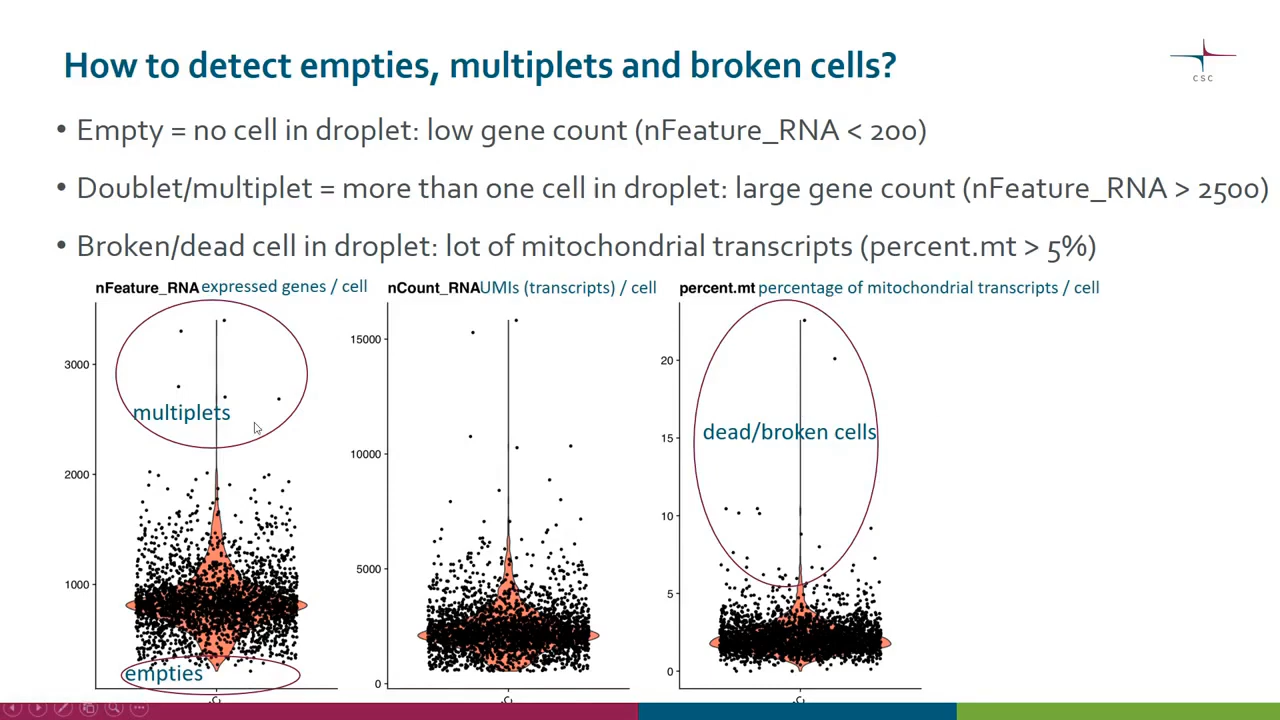 How to detect empties, multiplets and broken cells?
CSC
• Empty = no cell in droplet: low gene count (nFeature_RNA < 200)
• Doublet/multiplet = more than one cell in droplet: large gene count (nFeature_RNA > 2500)
• Broken/dead cell in droplet: lot of mitochondrial transcripts (percent.mt > 5%)
nFeature_RNA expressed genes / cell
3000
2000
1000
multiplets
empties
nCount_RNA UMIs (transcripts) / cell
15000
10000
5000
0
percent.mt percentage of mitochondrial transcripts / cell
20
15
10
5
0
dead/broken cells